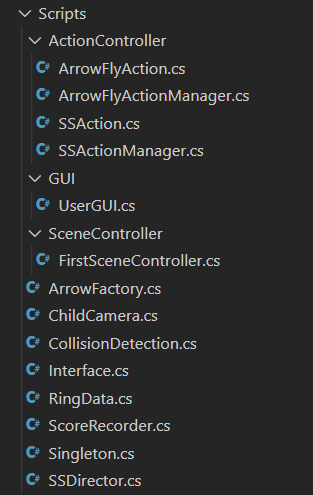 Scripts
ActionController
C# ArrowFlyAction.cs
C# ArrowFlyActionManager.cs
C# SSAction.cs
C# SSActionManager.cs
GUI
C# UserGUI.cs
SceneController
C# FirstSceneController.cs
C# ArrowFactory.cs
C# ChildCamera.cs
C# CollisionDetection.cs
C# Interface.cs
C# RingData.cs
C# ScoreRecorder.cs
C# Singleton.cs
C# SSDirector.cs